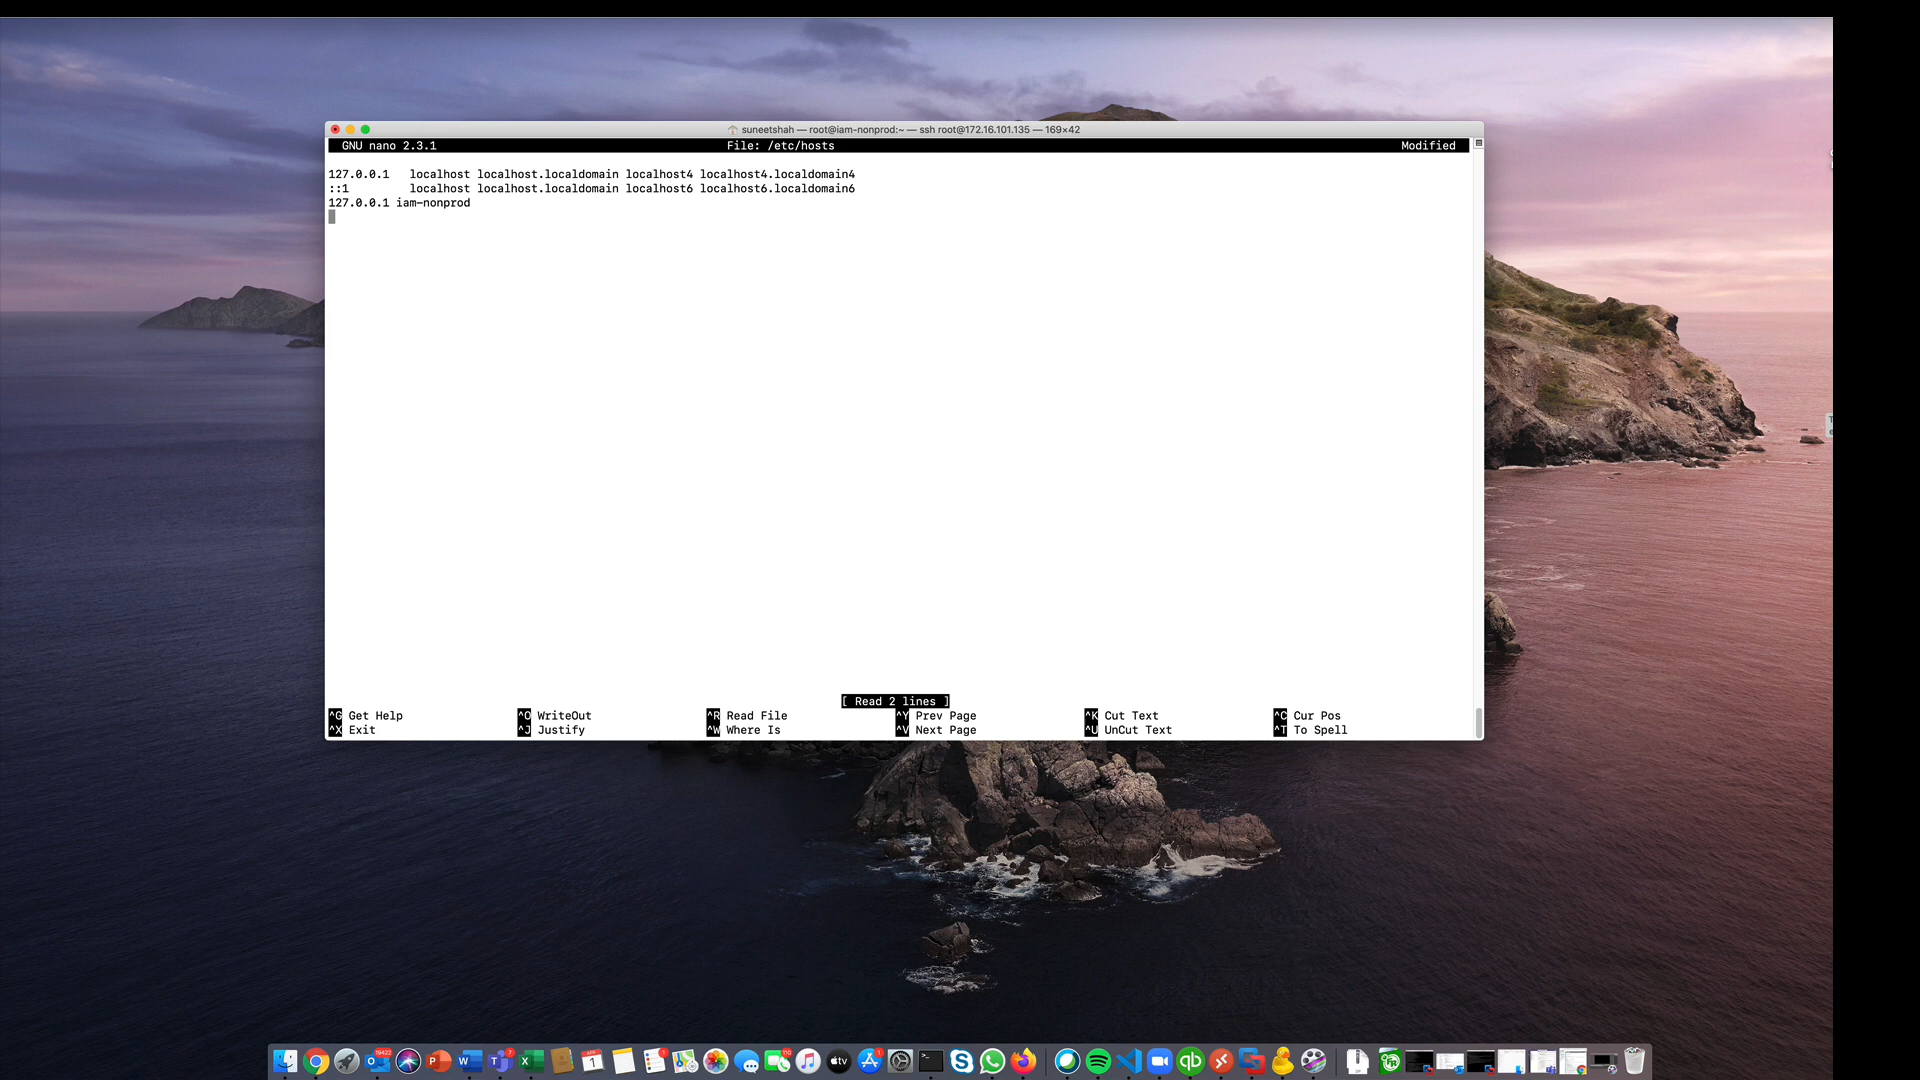 suneetshah — root@iam-nonprod:~ — ssh root@172.16.101.135 — 169×42
GNU nano 2.3.1 File: /etc/hosts Modified
127.0.0.1 localhost localhost.localdomain localhost4 localhost4.localdomain4
::1 localhost localhost.localdomain localhost6 localhost6.localdomain6
127.0.0.1 iam-nonprod
[ Read 2 lines ]
^G Get Help ^O WriteOut ^R Read File ^Y Prev Page ^K Cut Text ^C Cur Pos
^X Exit ^J Justify ^W Where Is ^V Next Page ^U UnCut Text ^T To Spell